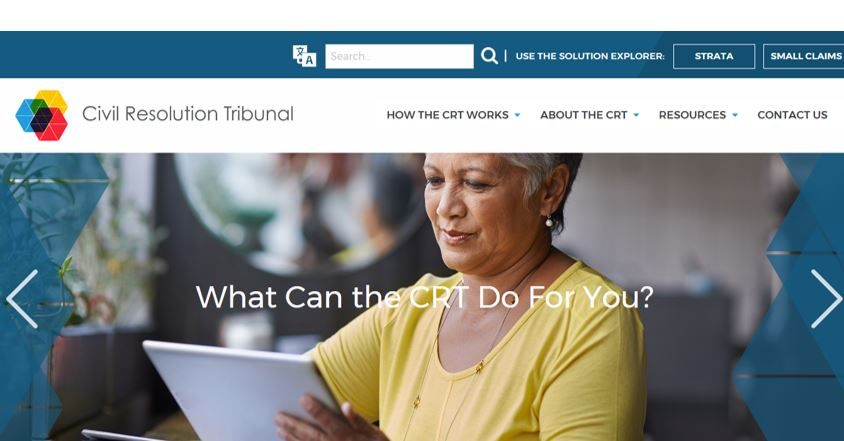 Search...
USE THE SOLUTION EXPLORER:
STRATA
SMALL CLAIMS
Civil Resolution Tribunal
HOW THE CRT WORKS
ABOUT THE CRT
RESOURCES
CONTACT US
What Can the CRT Do For You?